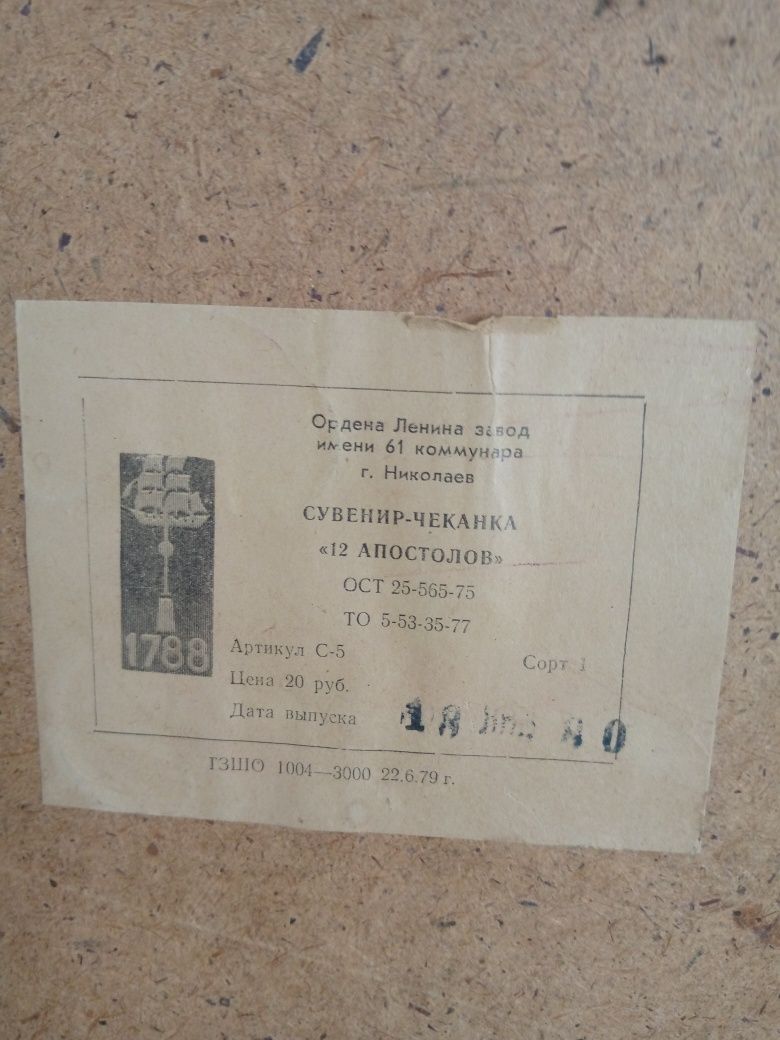 Ордена Ленина завод
имени 61 коммунара
г. Николаев
СУВЕНИР-ЧЕКАНКА
«12 АПОСТОЛОВ»
ОСТ 25-565-75
ТО 5-53-35-77
1788
Артикул С-5
Сорт 1
Цена 20 руб.
Дата выпуска 18
ГЗШО 1004—3000 22.6.79 г.